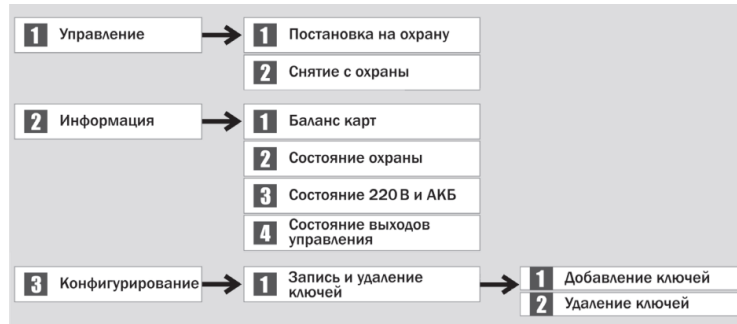 1 Управление
1 Постановка на охрану
2 Снятие с охраны
2 Информация
1 Баланс карт
2 Состояние охраны
3 Состояние 220 В и АКБ
4 Состояние выходов
управления
3 Конфигурирование
1 Запись и удаление
ключей
1 Добавление ключей
2 Удаление ключей